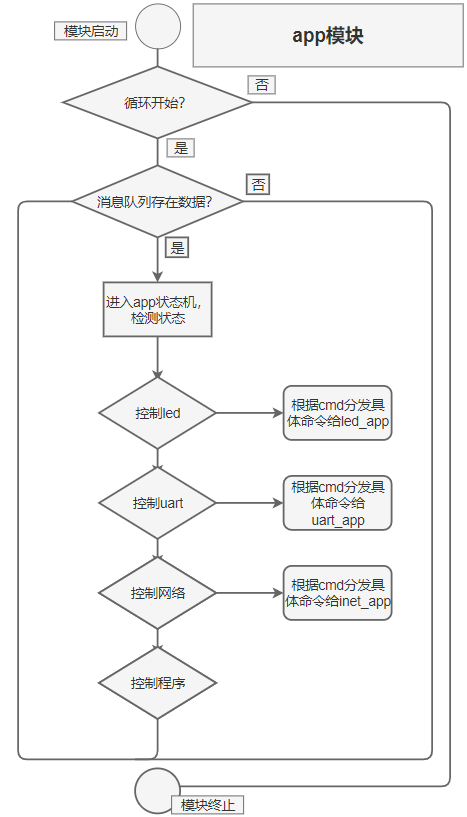 模块启动
app模块
否
循环开始?
是
否
消息队列存在数据?
是
进入app状态机,
检测状态
控制led
根据cmd分发具
体命令给led_app
控制uart
根据cmd分发具
体命令给
uart_app
控制网络
根据cmd分发具
体命令给inet_app
控制程序
模块终止